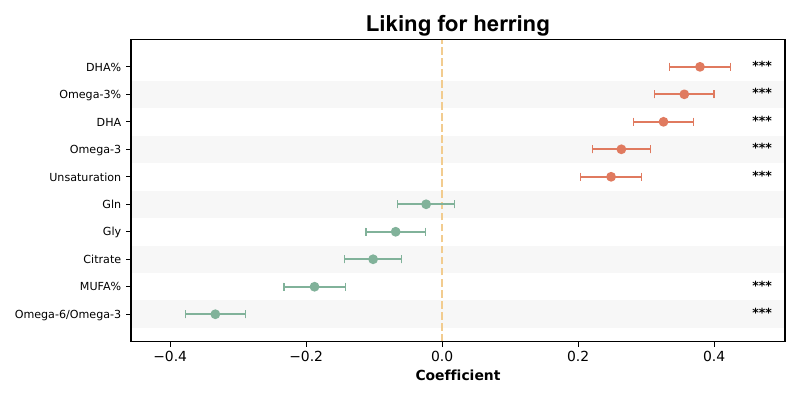 Liking for herring
DHA% ***
Omega-3% ***
DHA ***
Omega-3 ***
Unsaturation ***
Gln
Gly
Citrate
MUFA% ***
Omega-6/Omega-3 ***
−0.4 −0.2 0.0 0.2 0.4
Coefficient